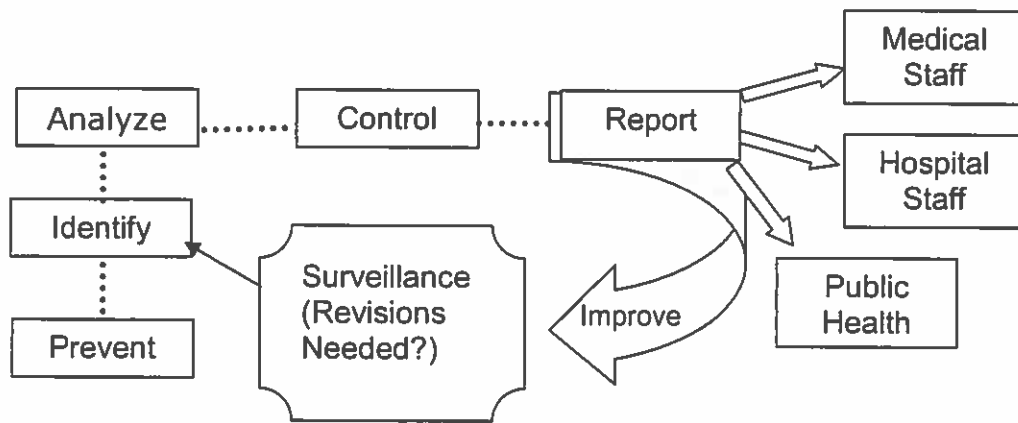 Medical
Staff
Analyze
Control
Report
Hospital
Staff
Identify
Surveillance
(Revisions
Needed?)
Improve
Public
Health
Prevent